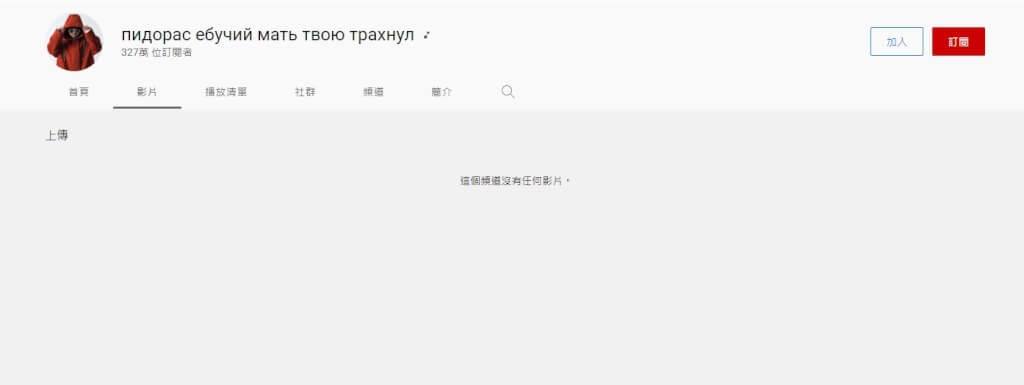 пидорас ебучий мать твою трахнул
327萬 位訂閱者
加入
訂閱
首頁 影片 播放清單 社群 頻道 簡介
上傳
這個頻道沒有任何影片。